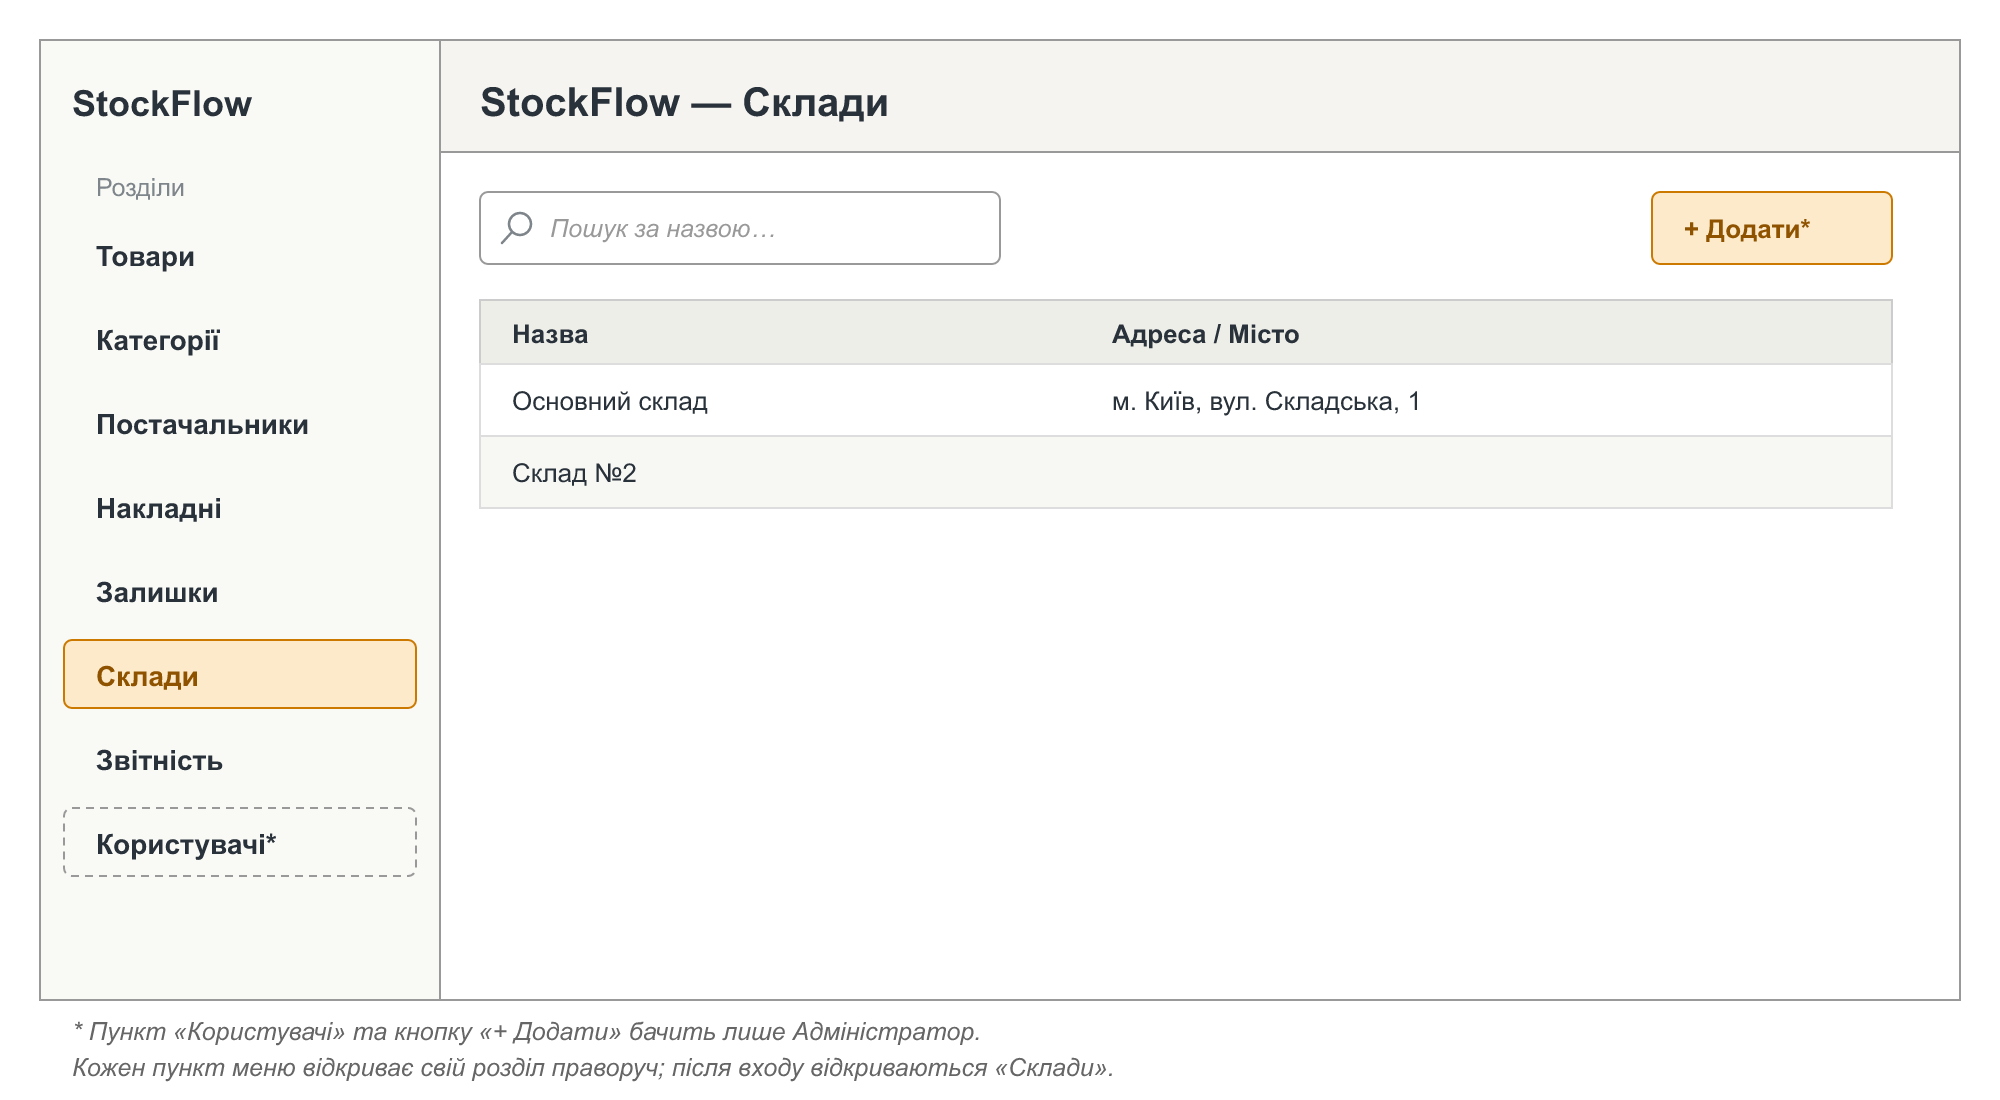 StockFlow
Розділи
Товари
Категорії
Постачальники
Накладні
Залишки
Склади
Звітність
Користувачі*
StockFlow — Склади
Пошук за назвою…
+ Додати*
Назва Адреса / Місто
Основний склад м. Київ, вул. Складська, 1
Склад №2
* Пункт «Користувачі» та кнопку «+ Додати» бачить лише Адміністратор.
Кожен пункт меню відкриває свій розділ праворуч; після входу відкриваються «Склади».